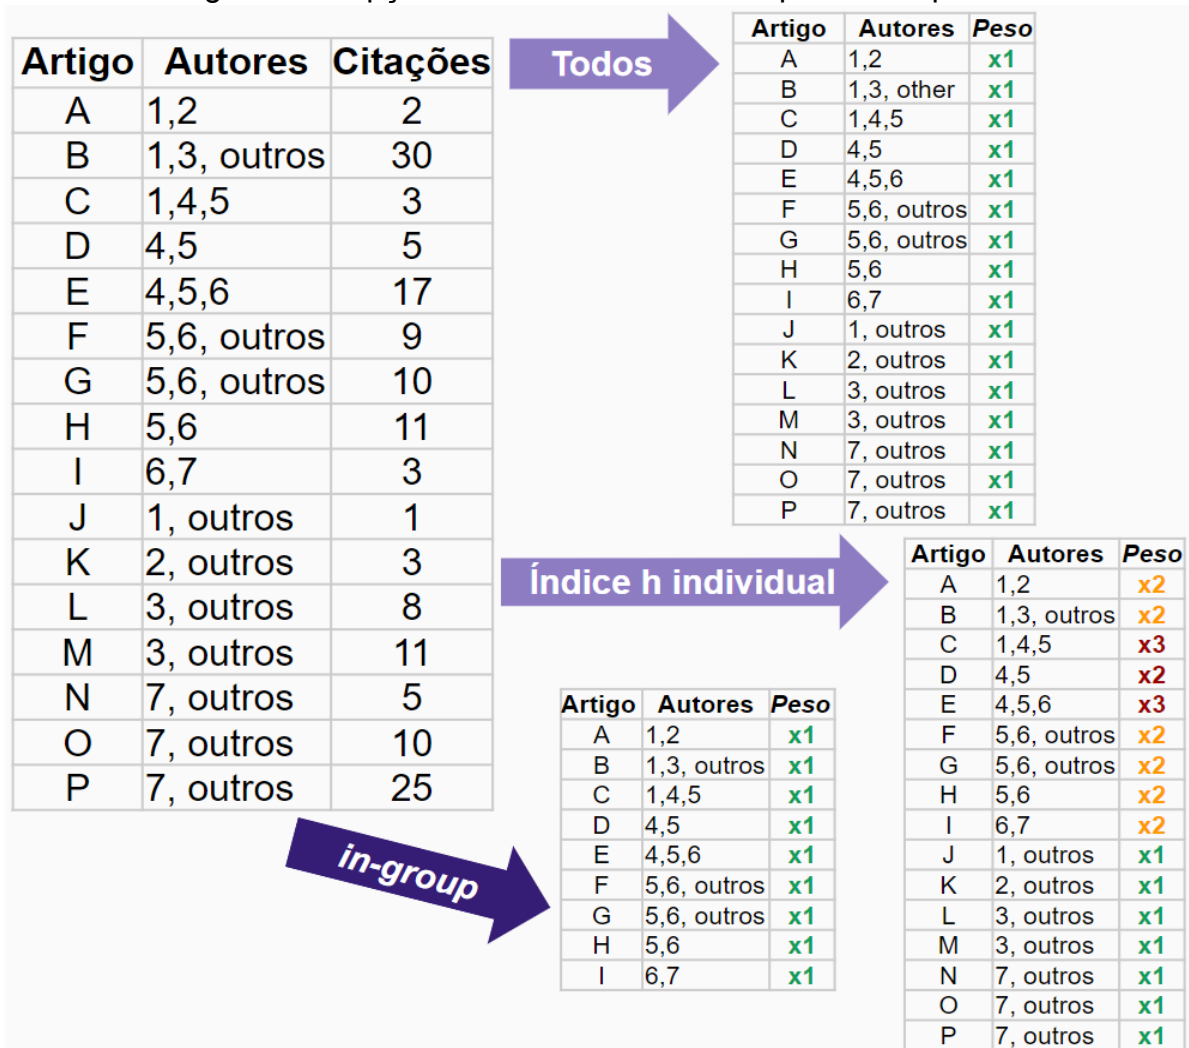 Artigo Autores Citações
A 1,2 2
B 1,3, outros 30
C 1,4,5 3
D 4,5 5
E 4,5,6 17
F 5,6, outros 9
G 5,6, outros 10
H 5,6 11
I 6,7 3
J 1, outros 1
K 2, outros 3
L 3, outros 8
M 3, outros 11
N 7, outros 5
O 7, outros 10
P 7, outros 25
Todos
Artigo Autores Peso
A 1,2 x1
B 1,3, other x1
C 1,4,5 x1
D 4,5 x1
E 4,5,6 x1
F 5,6, outros x1
G 5,6, outros x1
H 5,6 x1
I 6,7 x1
J 1, outros x1
K 2, outros x1
L 3, outros x1
M 3, outros x1
N 7, outros x1
O 7, outros x1
P 7, outros x1
Índice h individual
Artigo Autores Peso
A 1,2 x2
B 1,3, outros x2
C 1,4,5 x3
D 4,5 x2
E 4,5,6 x3
F 5,6, outros x2
G 5,6, outros x2
H 5,6 x2
I 6,7 x2
J 1, outros x1
K 2, outros x1
L 3, outros x1
M 3, outros x1
N 7, outros x1
O 7, outros x1
P 7, outros x1
in-group
Artigo Autores Peso
A 1,2 x1
B 1,3, outros x1
C 1,4,5 x1
D 4,5 x1
E 4,5,6 x1
F 5,6, outros x1
G 5,6, outros x1
H 5,6 x1
I 6,7 x1